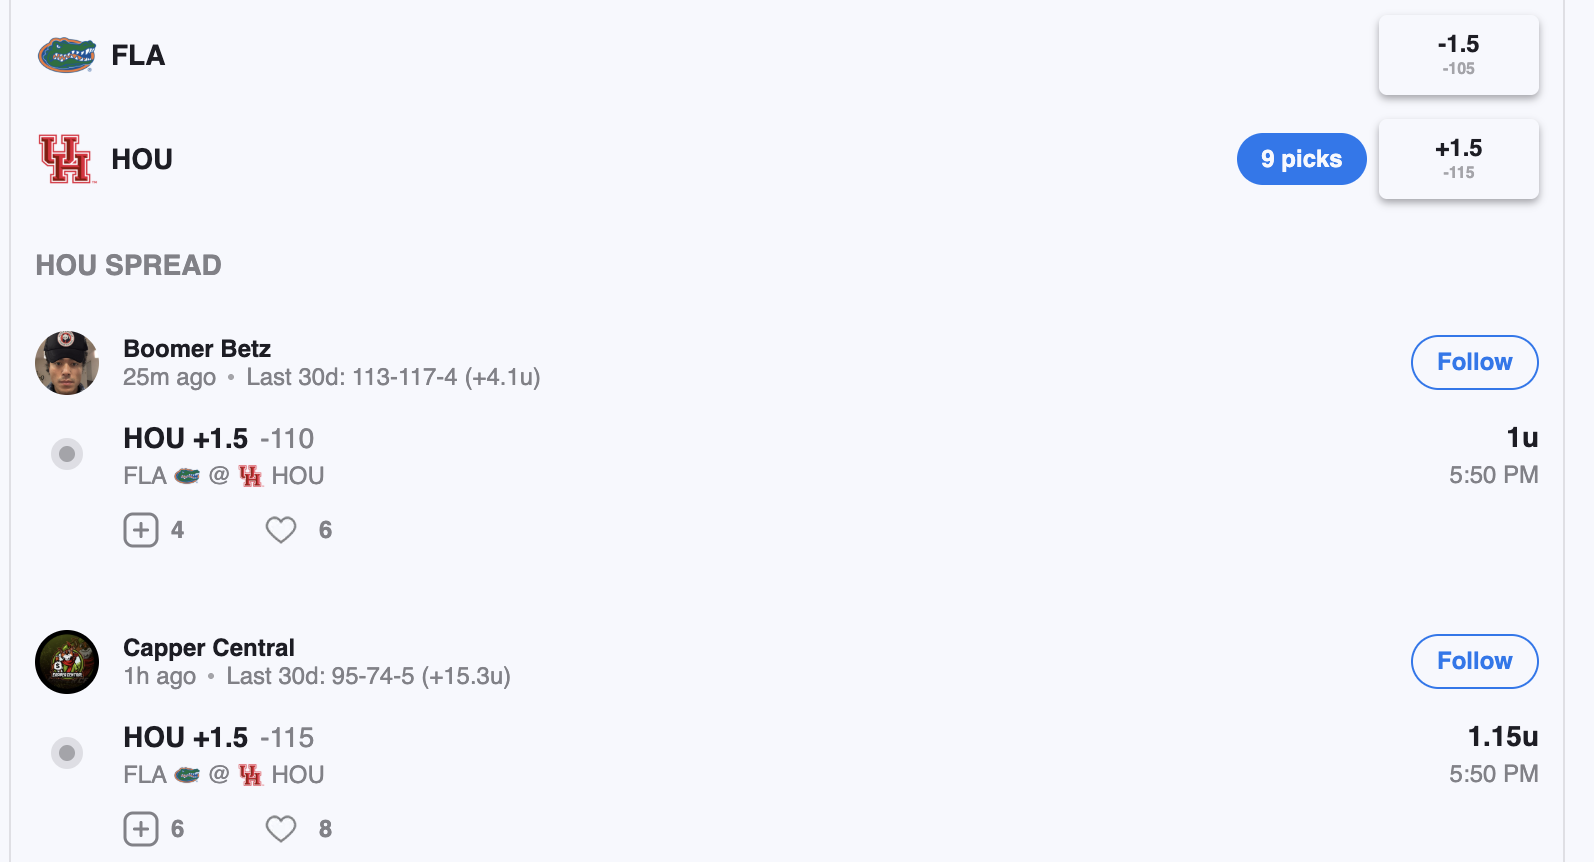 FLA
-1.5
-105
HOU
9 picks
+1.5
-115
HOU SPREAD
Boomer Betz
25m ago • Last 30d: 113-117-4 (+4.1u)
Follow
HOU +1.5 -110
1u
FLA @ HOU
5:50 PM
4
6
Capper Central
1h ago • Last 30d: 95-74-5 (+15.3u)
Follow
HOU +1.5 -115
1.15u
FLA @ HOU
5:50 PM
6
8